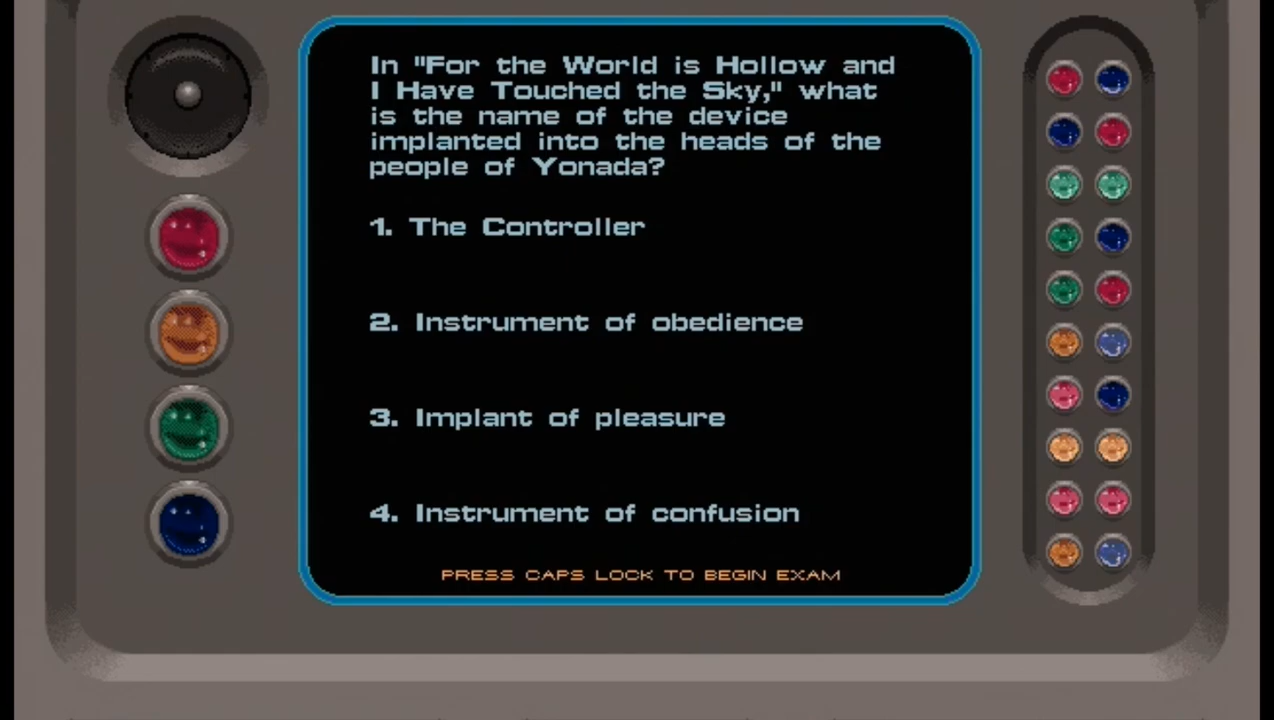 In "For the World is Hollow and
I Have Touched the Sky," what
is the name of the device
implanted into the heads of the
people of Yonada?
1. The Controller
2. Instrument of obedience
3. Implant of pleasure
4. Instrument of confusion
PRESS CAPS LOCK TO BEGIN EXAM